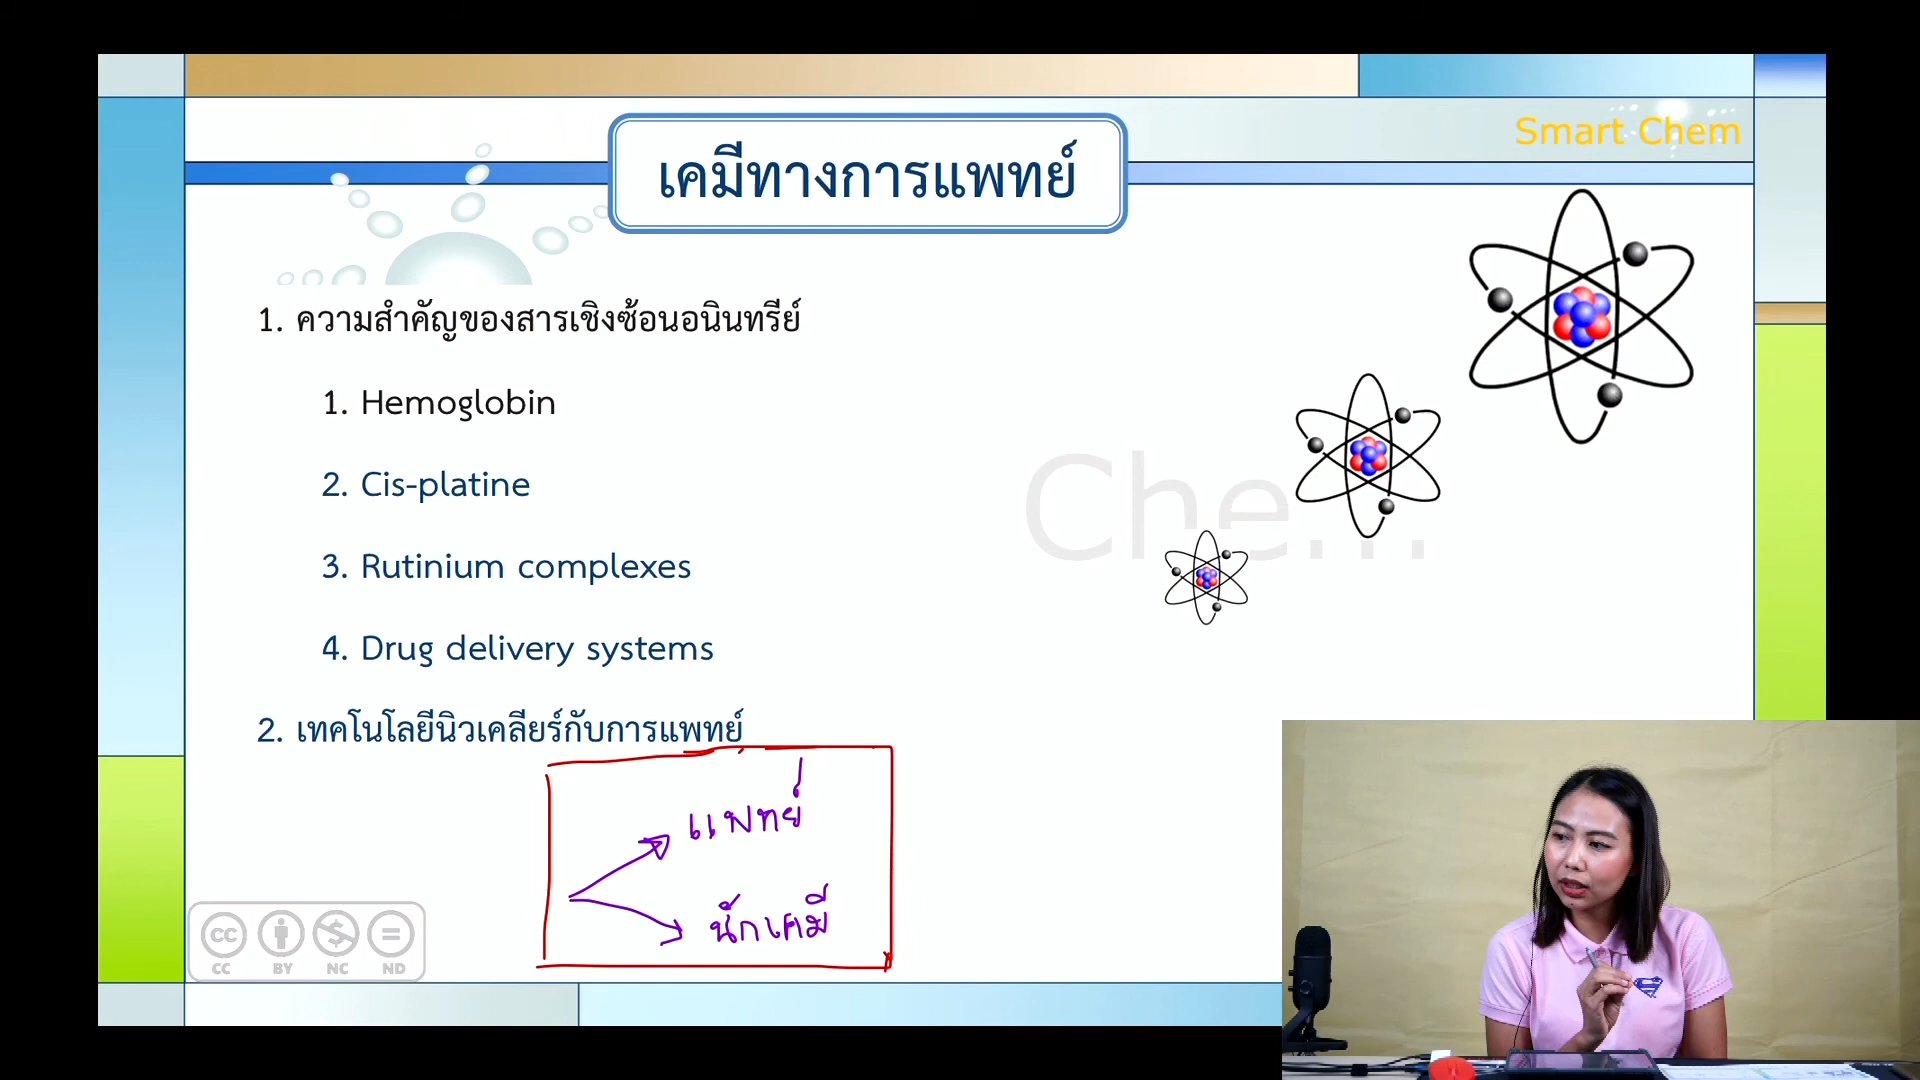 Smart Chem
เคมีทางการแพทย์
1. ความสำคัญของสารเชิงซ้อนอนินทรีย์
1. Hemoglobin
2. Cis-platine
3. Rutinium complexes
4. Drug delivery systems
2. เทคโนโลยีนิวเคลียร์กับการแพทย์
แพทย์
นักเคมี
cc
CC BY NC ND